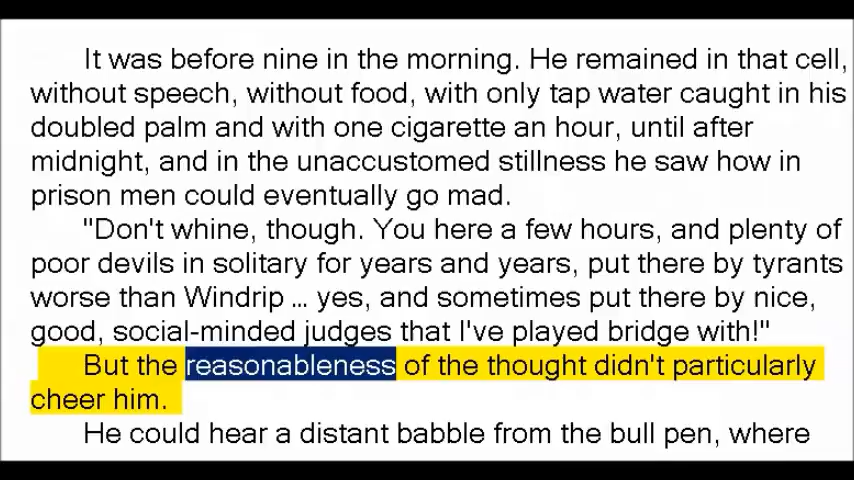 It was before nine in the morning. He remained in that cell,
without speech, without food, with only tap water caught in his
doubled palm and with one cigarette an hour, until after
midnight, and in the unaccustomed stillness he saw how in
prison men could eventually go mad.
"Don't whine, though. You here a few hours, and plenty of
poor devils in solitary for years and years, put there by tyrants
worse than Windrip ... yes, and sometimes put there by nice,
good, social-minded judges that I've played bridge with!"
But the reasonableness of the thought didn't particularly
cheer him.
He could hear a distant babble from the bull pen, where